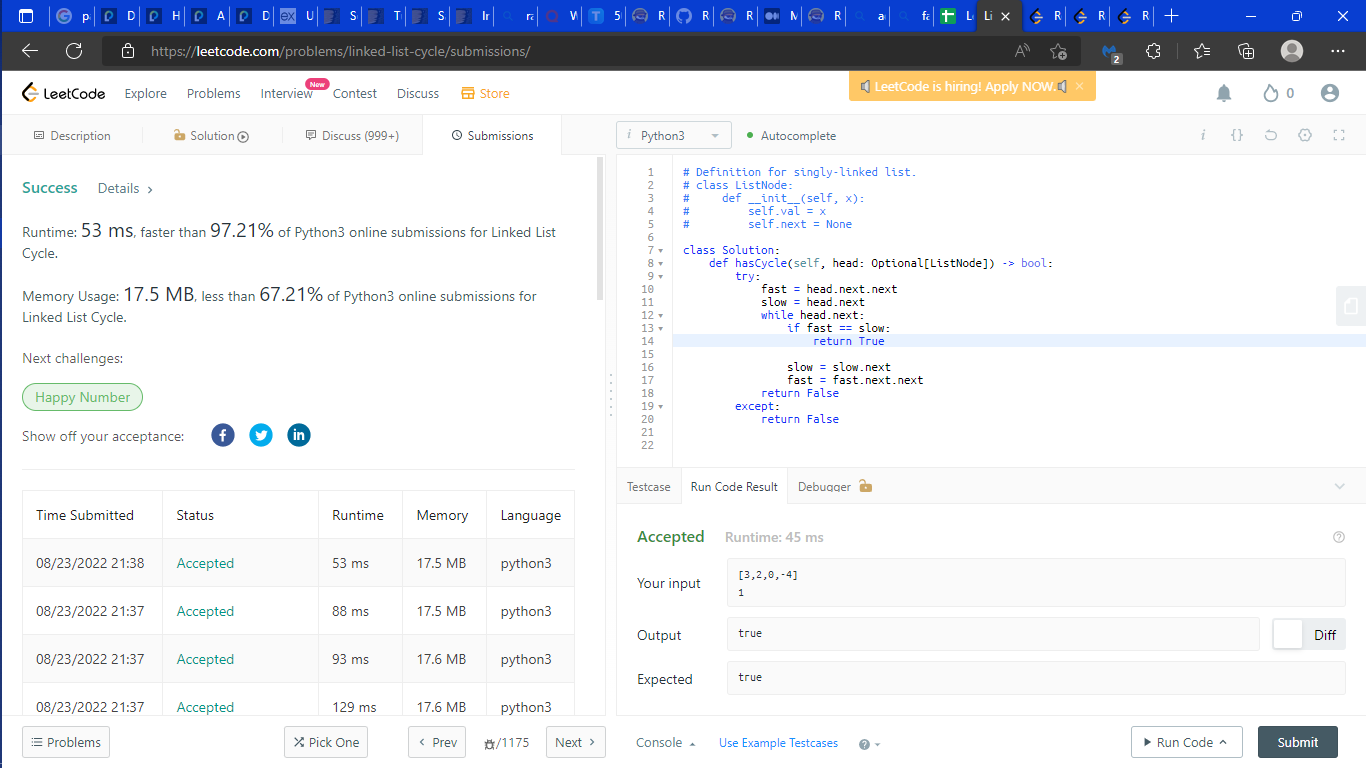 https://leetcode.com/problems/linked-list-cycle/submissions/
2
LeetCode
Explore
Problems
Interview
New
Contest
Discuss
Store
LeetCode is hiring! Apply NOW.
0
Description
Solution
Discuss (999+)
Submissions
Success
Details
Runtime: 53 ms, faster than 97.21% of Python3 online submissions for Linked List
Cycle.
Memory Usage: 17.5 MB, less than 67.21% of Python3 online submissions for
Linked List Cycle.
Next challenges:
Happy Number
Show off your acceptance:
Time Submitted Status Runtime Memory Language
08/23/2022 21:38 Accepted 53 ms 17.5 MB python3
08/23/2022 21:37 Accepted 88 ms 17.5 MB python3
08/23/2022 21:37 Accepted 93 ms 17.6 MB python3
08/23/2022 21:37 Accepted 129 ms 17.6 MB python3
Problems
Pick One
Prev
/1175
Next
i Python3
Autocomplete
i {}
1 # Definition for singly-linked list.
2 # class ListNode:
3 #     def __init__(self, x):
4 #         self.val = x
5 #         self.next = None
6
7 class Solution:
8     def hasCycle(self, head: Optional[ListNode]) -> bool:
9         try:
10             fast = head.next.next
11             slow = head.next
12             while head.next:
13                 if fast == slow:
14                     return True
15
16                 slow = slow.next
17                 fast = fast.next.next
18             return False
19         except:
20             return False
21
22
Testcase
Run Code Result
Debugger
Accepted
Runtime: 45 ms
Your input
[3,2,0,-4]
1
Output
true
Diff
Expected
true
Console
Use Example Testcases
Run Code
Submit